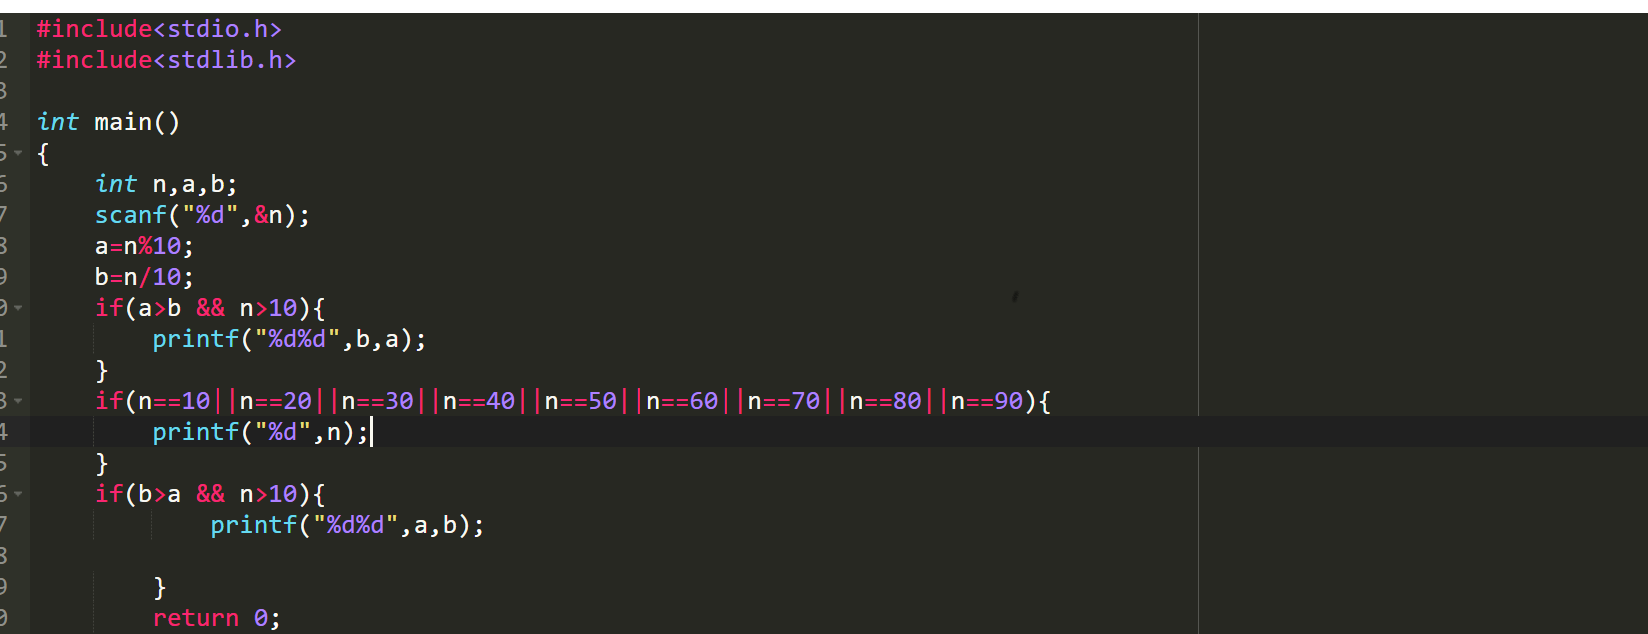 1 #include<stdio.h>
2 #include<stdlib.h>
3
4 int main()
5 {
6 int n,a,b;
7 scanf("%d",&n);
8 a=n%10;
9 b=n/10;
0 if(a>b && n>10){
1 printf("%d%d",b,a);
2 }
3 if(n==10||n==20||n==30||n==40||n==50||n==60||n==70||n==80||n==90){
4 printf("%d",n);
5 }
6 if(b>a && n>10){
7 printf("%d%d",a,b);
8
9 }
0 return 0;